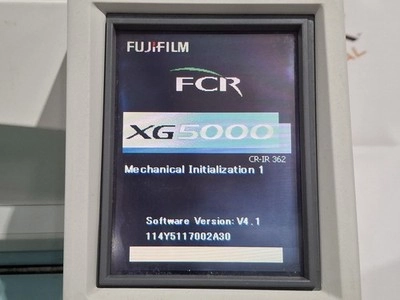 FUJIFILM
FCR
XG5000
CR-IR 362
Mechanical Initialization 1
Software Version: V4.1
114Y5117002A30